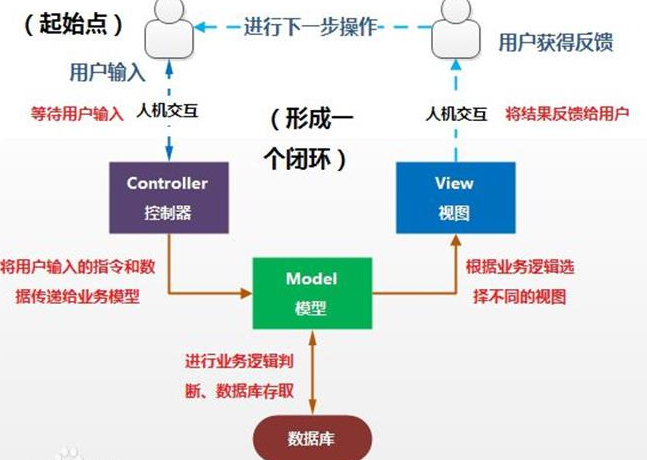 （起始点）
进行下一步操作
用户输入
用户获得反馈
等待用户输入
人机交互
（形成一
个闭环）
人机交互
将结果反馈给用户
Controller
控制器
View
视图
将用户输入的指令和数
据传递给业务模型
Model
模型
根据业务逻辑选
择不同的视图
进行业务逻辑判
断、数据库存取
数据库